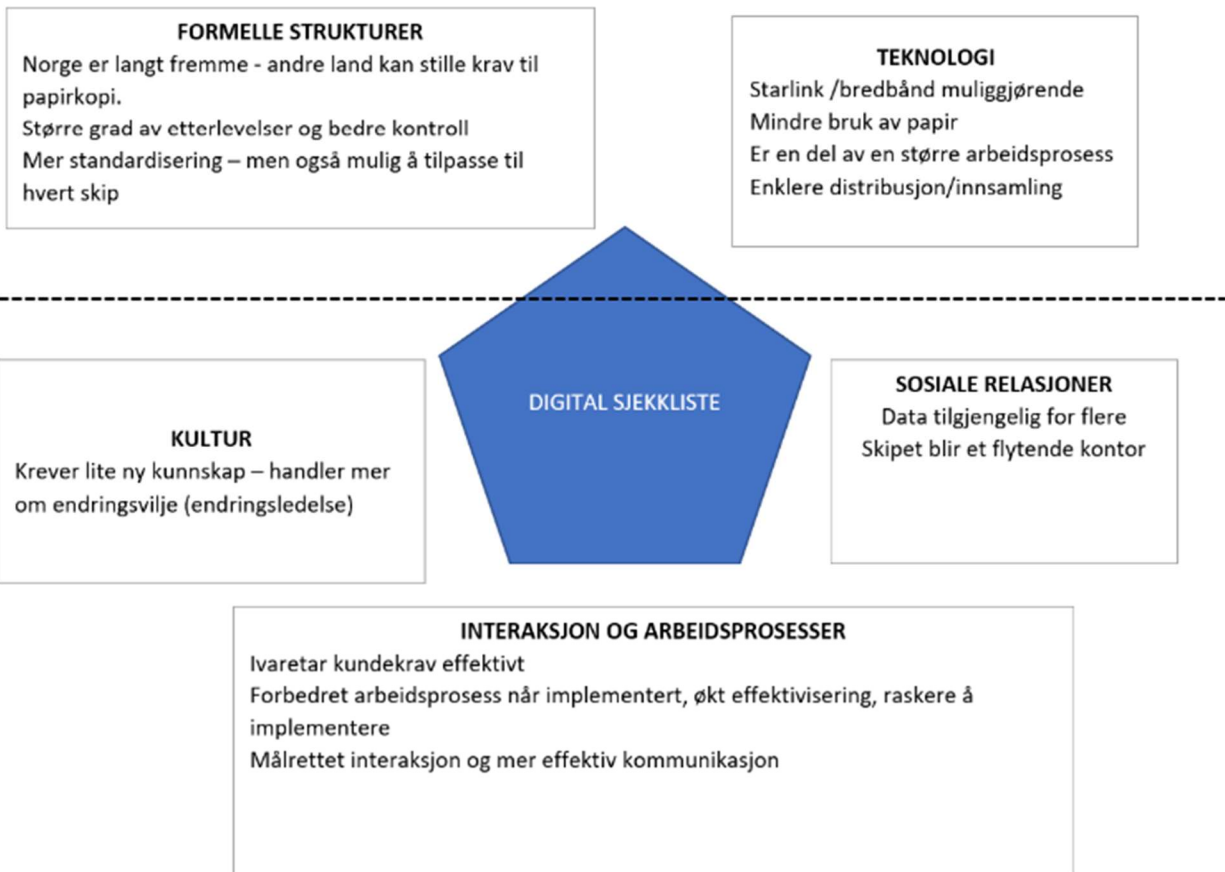 FORMELLE STRUKTURER
Norge er langt fremme - andre land kan stille krav til
papirkopi.
Større grad av etterlevelser og bedre kontroll
Mer standardisering – men også mulig å tilpasse til
hvert skip
TEKNOLOGI
Starlink /bredbånd muliggjørende
Mindre bruk av papir
Er en del av en større arbeidsprosess
Enklere distribusjon/innsamling
DIGITAL SJEKKLISTE
KULTUR
Krever lite ny kunnskap – handler mer
om endringsvilje (endringsledelse)
SOSIALE RELASJONER
Data tilgjengelig for flere
Skipet blir et flytende kontor
INTERAKSJON OG ARBEIDSPROSESSER
Ivaretar kundekrav effektivt
Forbedret arbeidsprosess når implementert, økt effektivisering, raskere å
implementere
Målrettet interaksjon og mer effektiv kommunikasjon